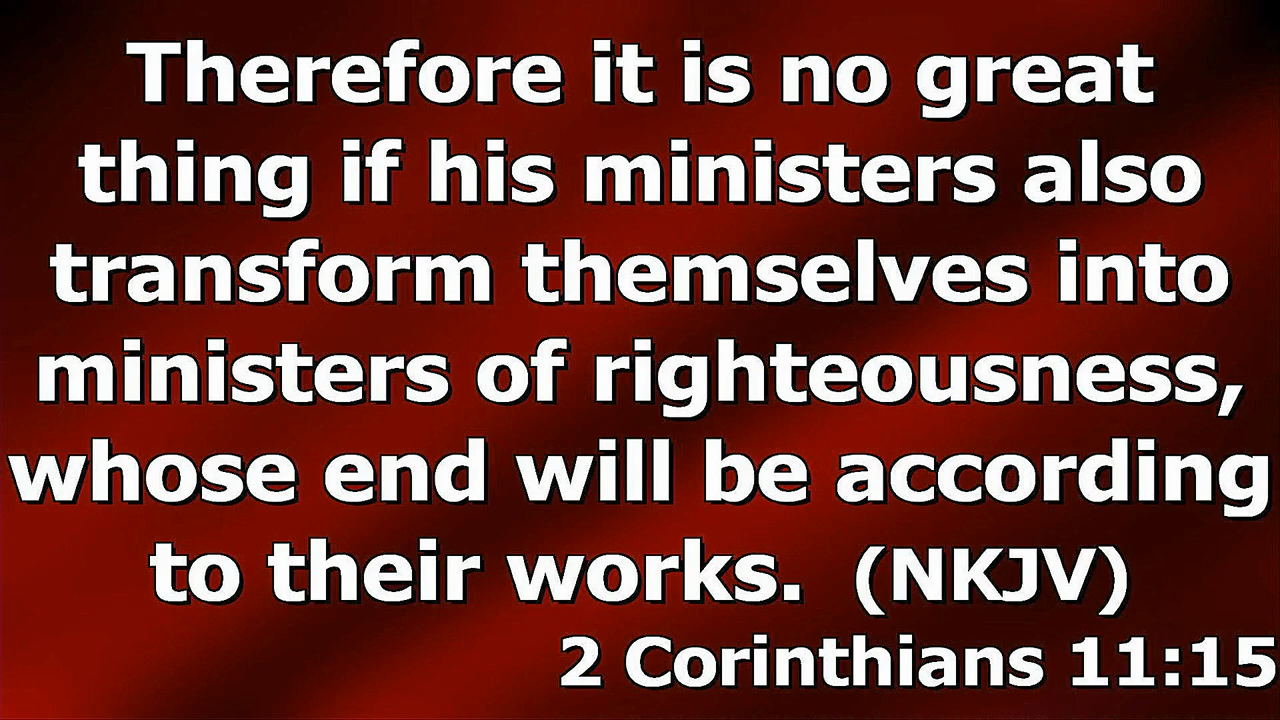 Therefore it is no great
thing if his ministers also
transform themselves into
ministers of righteousness,
whose end will be according
to their works. (NKJV)
2 Corinthians 11:15